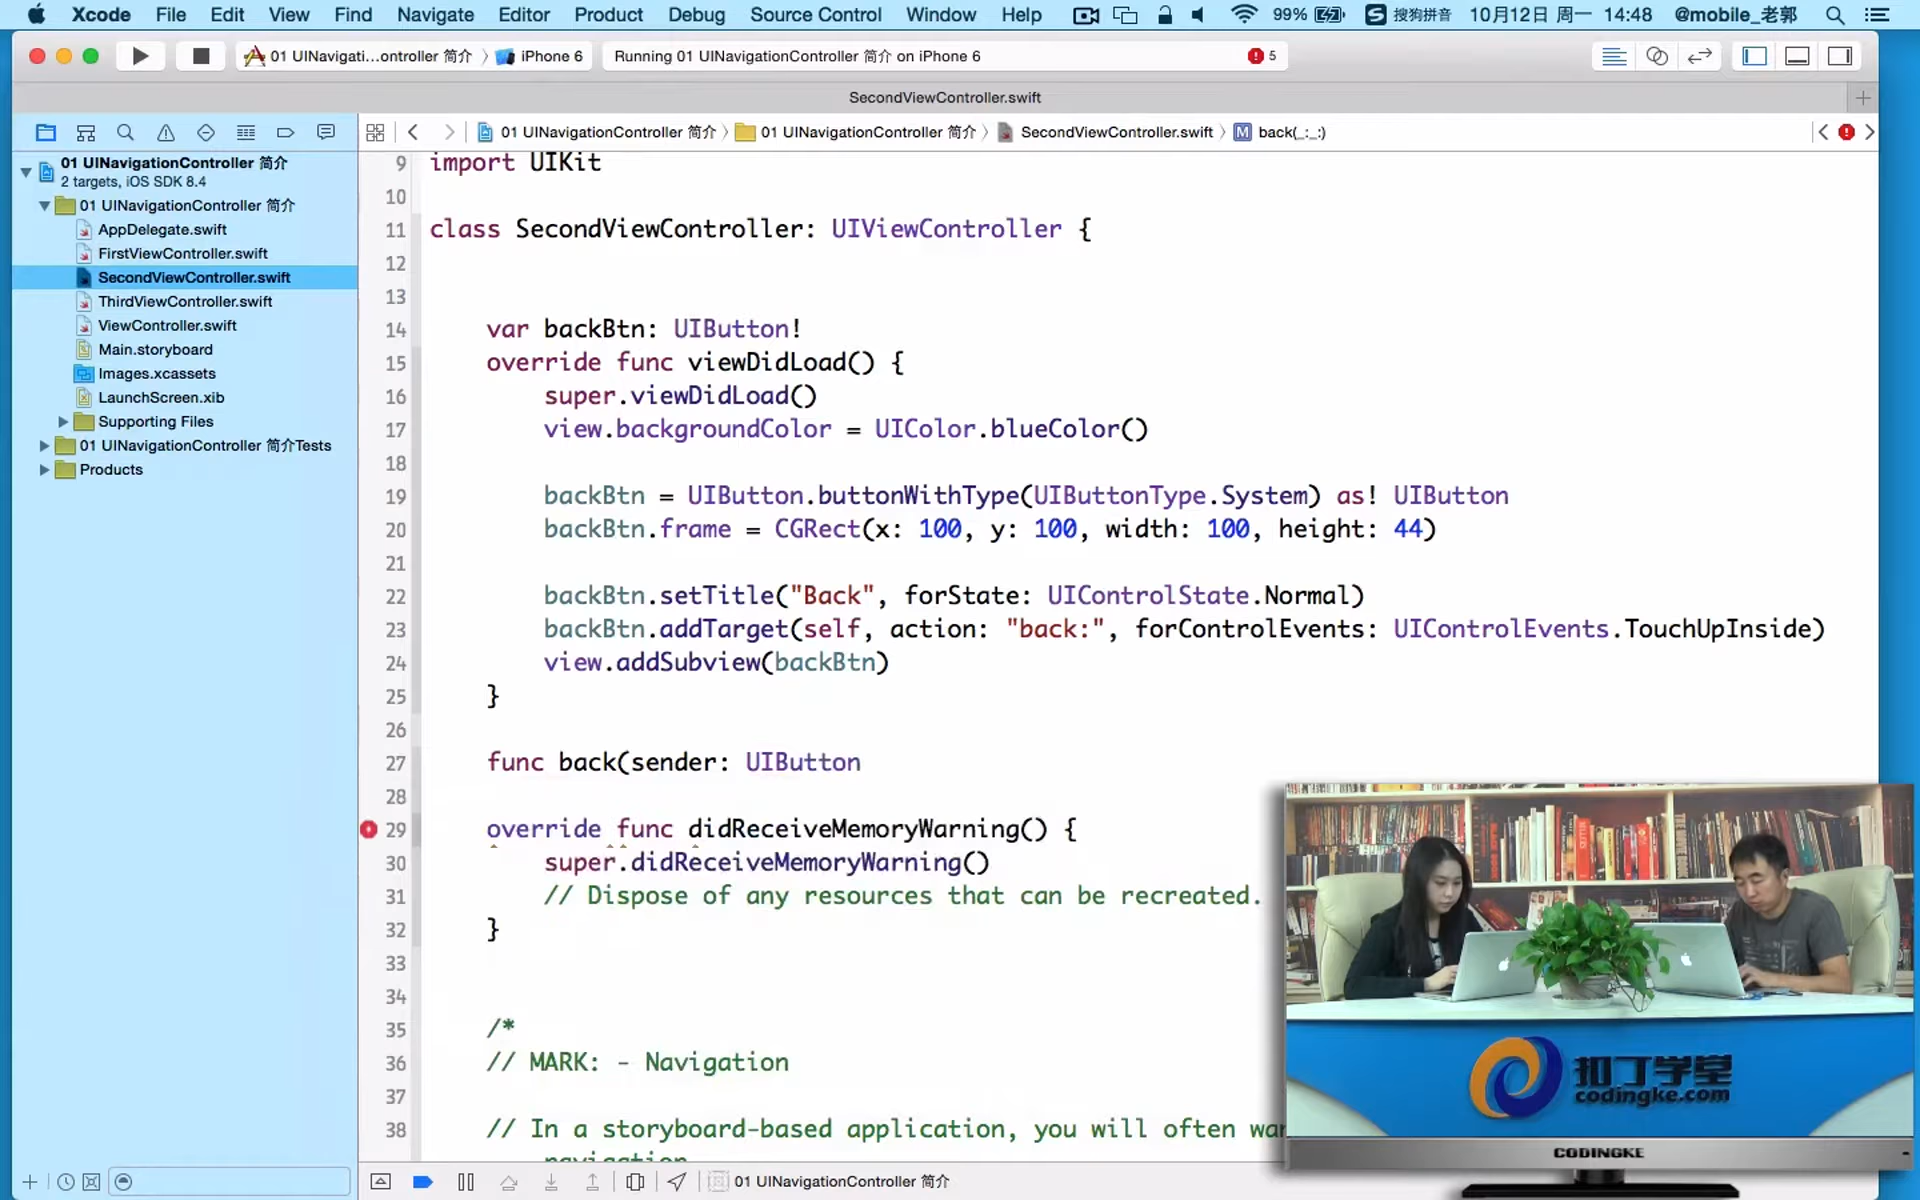 Xcode File Edit View Find Navigate Editor Product Debug Source Control Window Help 99% 搜狗拼音 10月12日 周一 14:48 @mobile_老郭
01 UINavigati...ontroller 简介 〉 iPhone 6 Running 01 UINavigationController 简介 on iPhone 6 5
SecondViewController.swift
01 UINavigationController 简介 〉 01 UINavigationController 简介 〉 SecondViewController.swift 〉 M back(_:_:)
01 UINavigationController 简介
2 targets, iOS SDK 8.4
01 UINavigationController 简介
AppDelegate.swift
FirstViewController.swift
SecondViewController.swift
ThirdViewController.swift
ViewController.swift
Main.storyboard
Images.xcassets
LaunchScreen.xib
Supporting Files
01 UINavigationController 简介Tests
Products
9 import UIKit
10
11 class SecondViewController: UIViewController {
12
13
14 var backBtn: UIButton!
15 override func viewDidLoad() {
16 super.viewDidLoad()
17 view.backgroundColor = UIColor.blueColor()
18
19 backBtn = UIButton.buttonWithType(UIButtonType.System) as! UIButton
20 backBtn.frame = CGRect(x: 100, y: 100, width: 100, height: 44)
21
22 backBtn.setTitle("Back", forState: UIControlState.Normal)
23 backBtn.addTarget(self, action: "back:", forControlEvents: UIControlEvents.TouchUpInside)
24 view.addSubview(backBtn)
25 }
26
27 func back(sender: UIButton
28
29 override func didReceiveMemoryWarning() {
30 super.didReceiveMemoryWarning()
31 // Dispose of any resources that can be recreated.
32 }
33
34
35 /*
36 // MARK: - Navigation
37
38 // In a storyboard-based application, you will often
navigation
01 UINavigationController 简介
扣丁学堂
codingke.com
CODINGKE